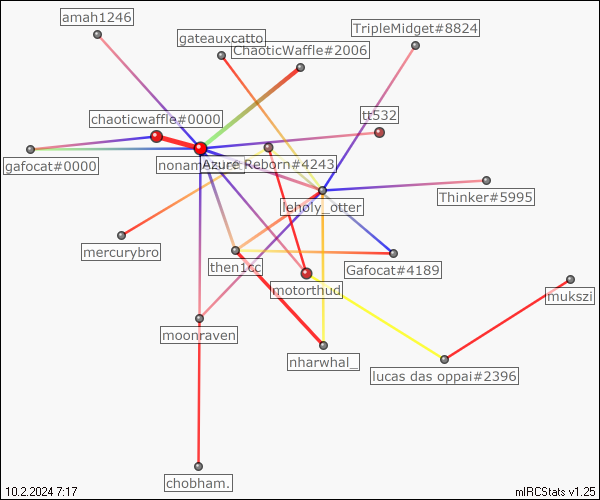 amah1246
TripleMidget#8824
gateauxcatto
ChaoticWaffle#2006
chaoticwaffle#0000
tt532
gafocat#0000
Azure Reborn#4243
Thinker#5995
leholy_otter
mercurybro
then1cc
Gafocat#4189
motorthud
mukszi
moonraven
nharwhal_
lucas das oppai#2396
chobham.
10.2.2024 7:17
mIRCStats v1.25